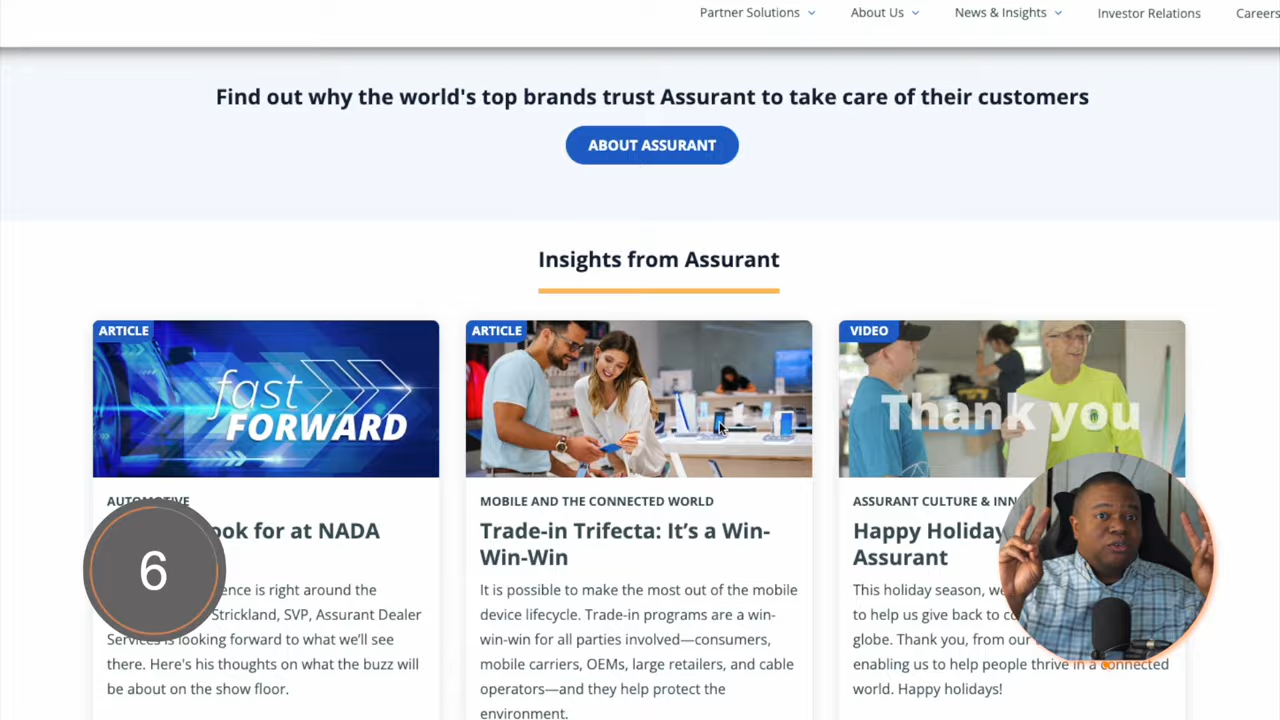 Partner Solutions
About Us
News & Insights
Investor Relations
Careers
Find out why the world's top brands trust Assurant to take care of their customers
ABOUT ASSURANT
Insights from Assurant
ARTICLE
fast
FORWARD
AUTOMOTIVE
ook for at NADA
ence is right around the
Strickland, SVP, Assurant Dealer
Services is looking forward to what we'll see
there. Here's his thoughts on what the buzz will
be about on the show floor.
6
ARTICLE
MOBILE AND THE CONNECTED WORLD
Trade-in Trifecta: It's a Win-
Win-Win
It is possible to make the most out of the mobile
device lifecycle. Trade-in programs are a win-
win-win for all parties involved—consumers,
mobile carriers, OEMs, large retailers, and cable
operators—and they help protect the
environment.
VIDEO
Thank you
ASSURANT CULTURE & INN
Happy Holiday
Assurant
This holiday season, we
to help us give back to c
globe. Thank you, from our
enabling us to help people thrive in a connected
world. Happy holidays!